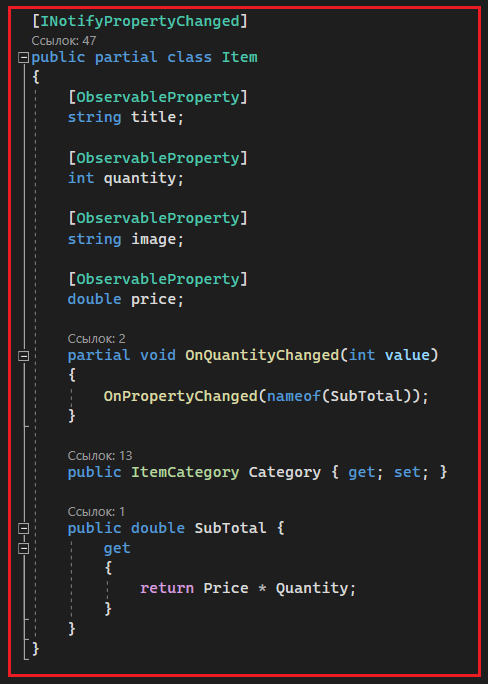 [INotifyPropertyChanged]
Ссылок: 47
public partial class Item
{
[ObservableProperty]
string title;
[ObservableProperty]
int quantity;
[ObservableProperty]
string image;
[ObservableProperty]
double price;
Ссылок: 2
partial void OnQuantityChanged(int value)
{
OnPropertyChanged(nameof(SubTotal));
}
Ссылок: 13
public ItemCategory Category { get; set; }
Ссылок: 1
public double SubTotal {
get
{
return Price * Quantity;
}
}
}